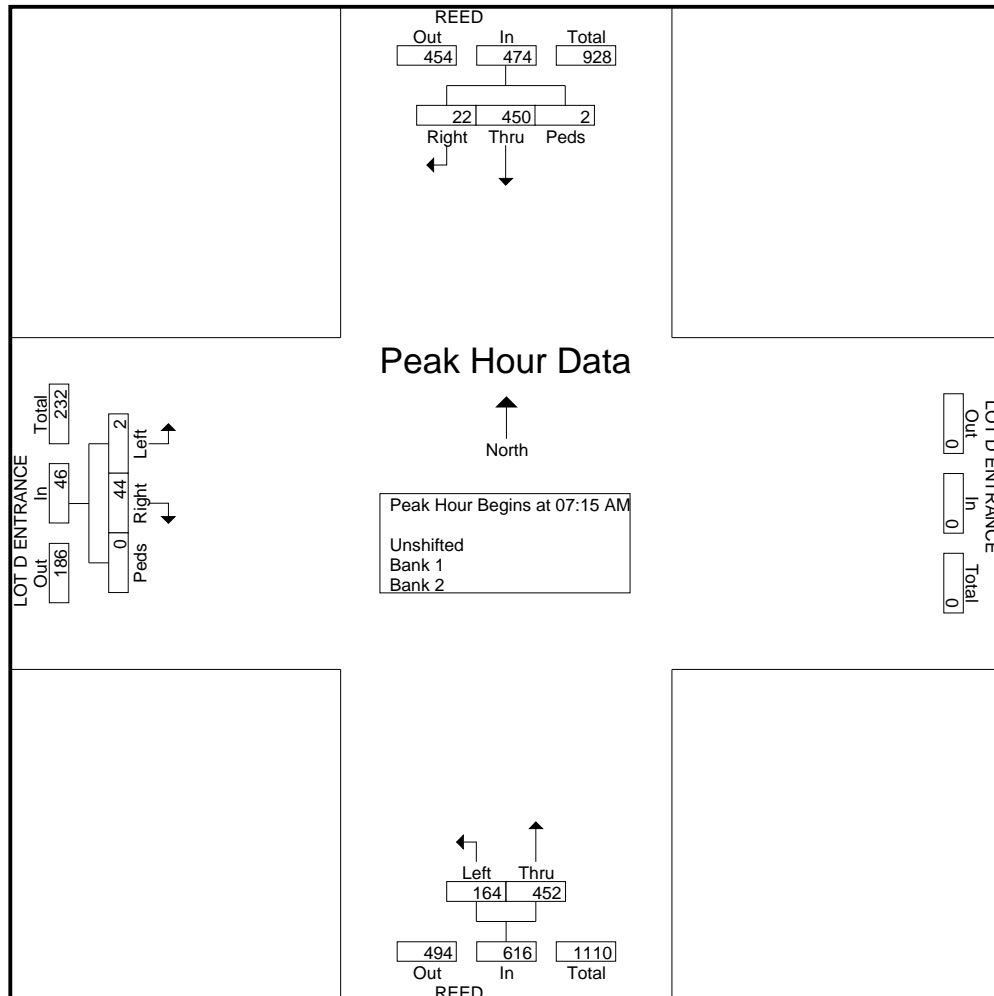 REED
Out In Total
454 474 928
22 450 2
Right Thru Peds
Peak Hour Data
North
Peak Hour Begins at 07:15 AM
Unshifted
Bank 1
Bank 2
LOT D ENTRANCE
Out In Total
186 46 232
0 44 2
Peds Right Left
LOT D ENTRANCE
Out In Total
0 0 0
Left Thru
164 452
494 616 1110
Out In Total
REED